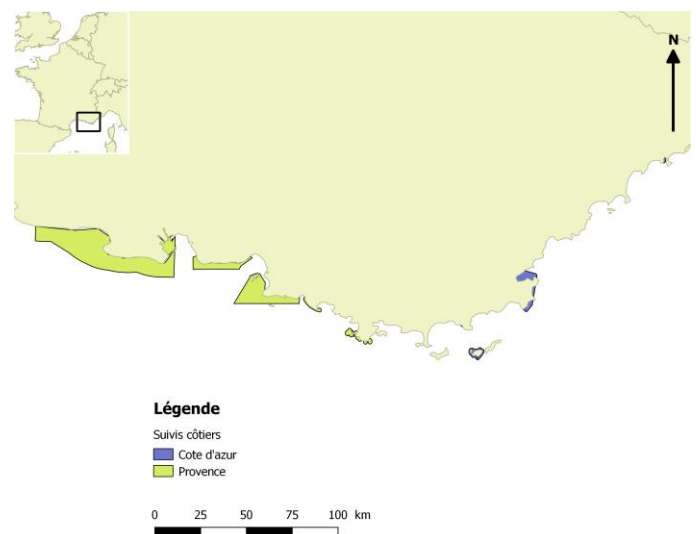 N
Légende
Suivis côtiers
Cote d'azur
Provence
0 25 50 75 100 km